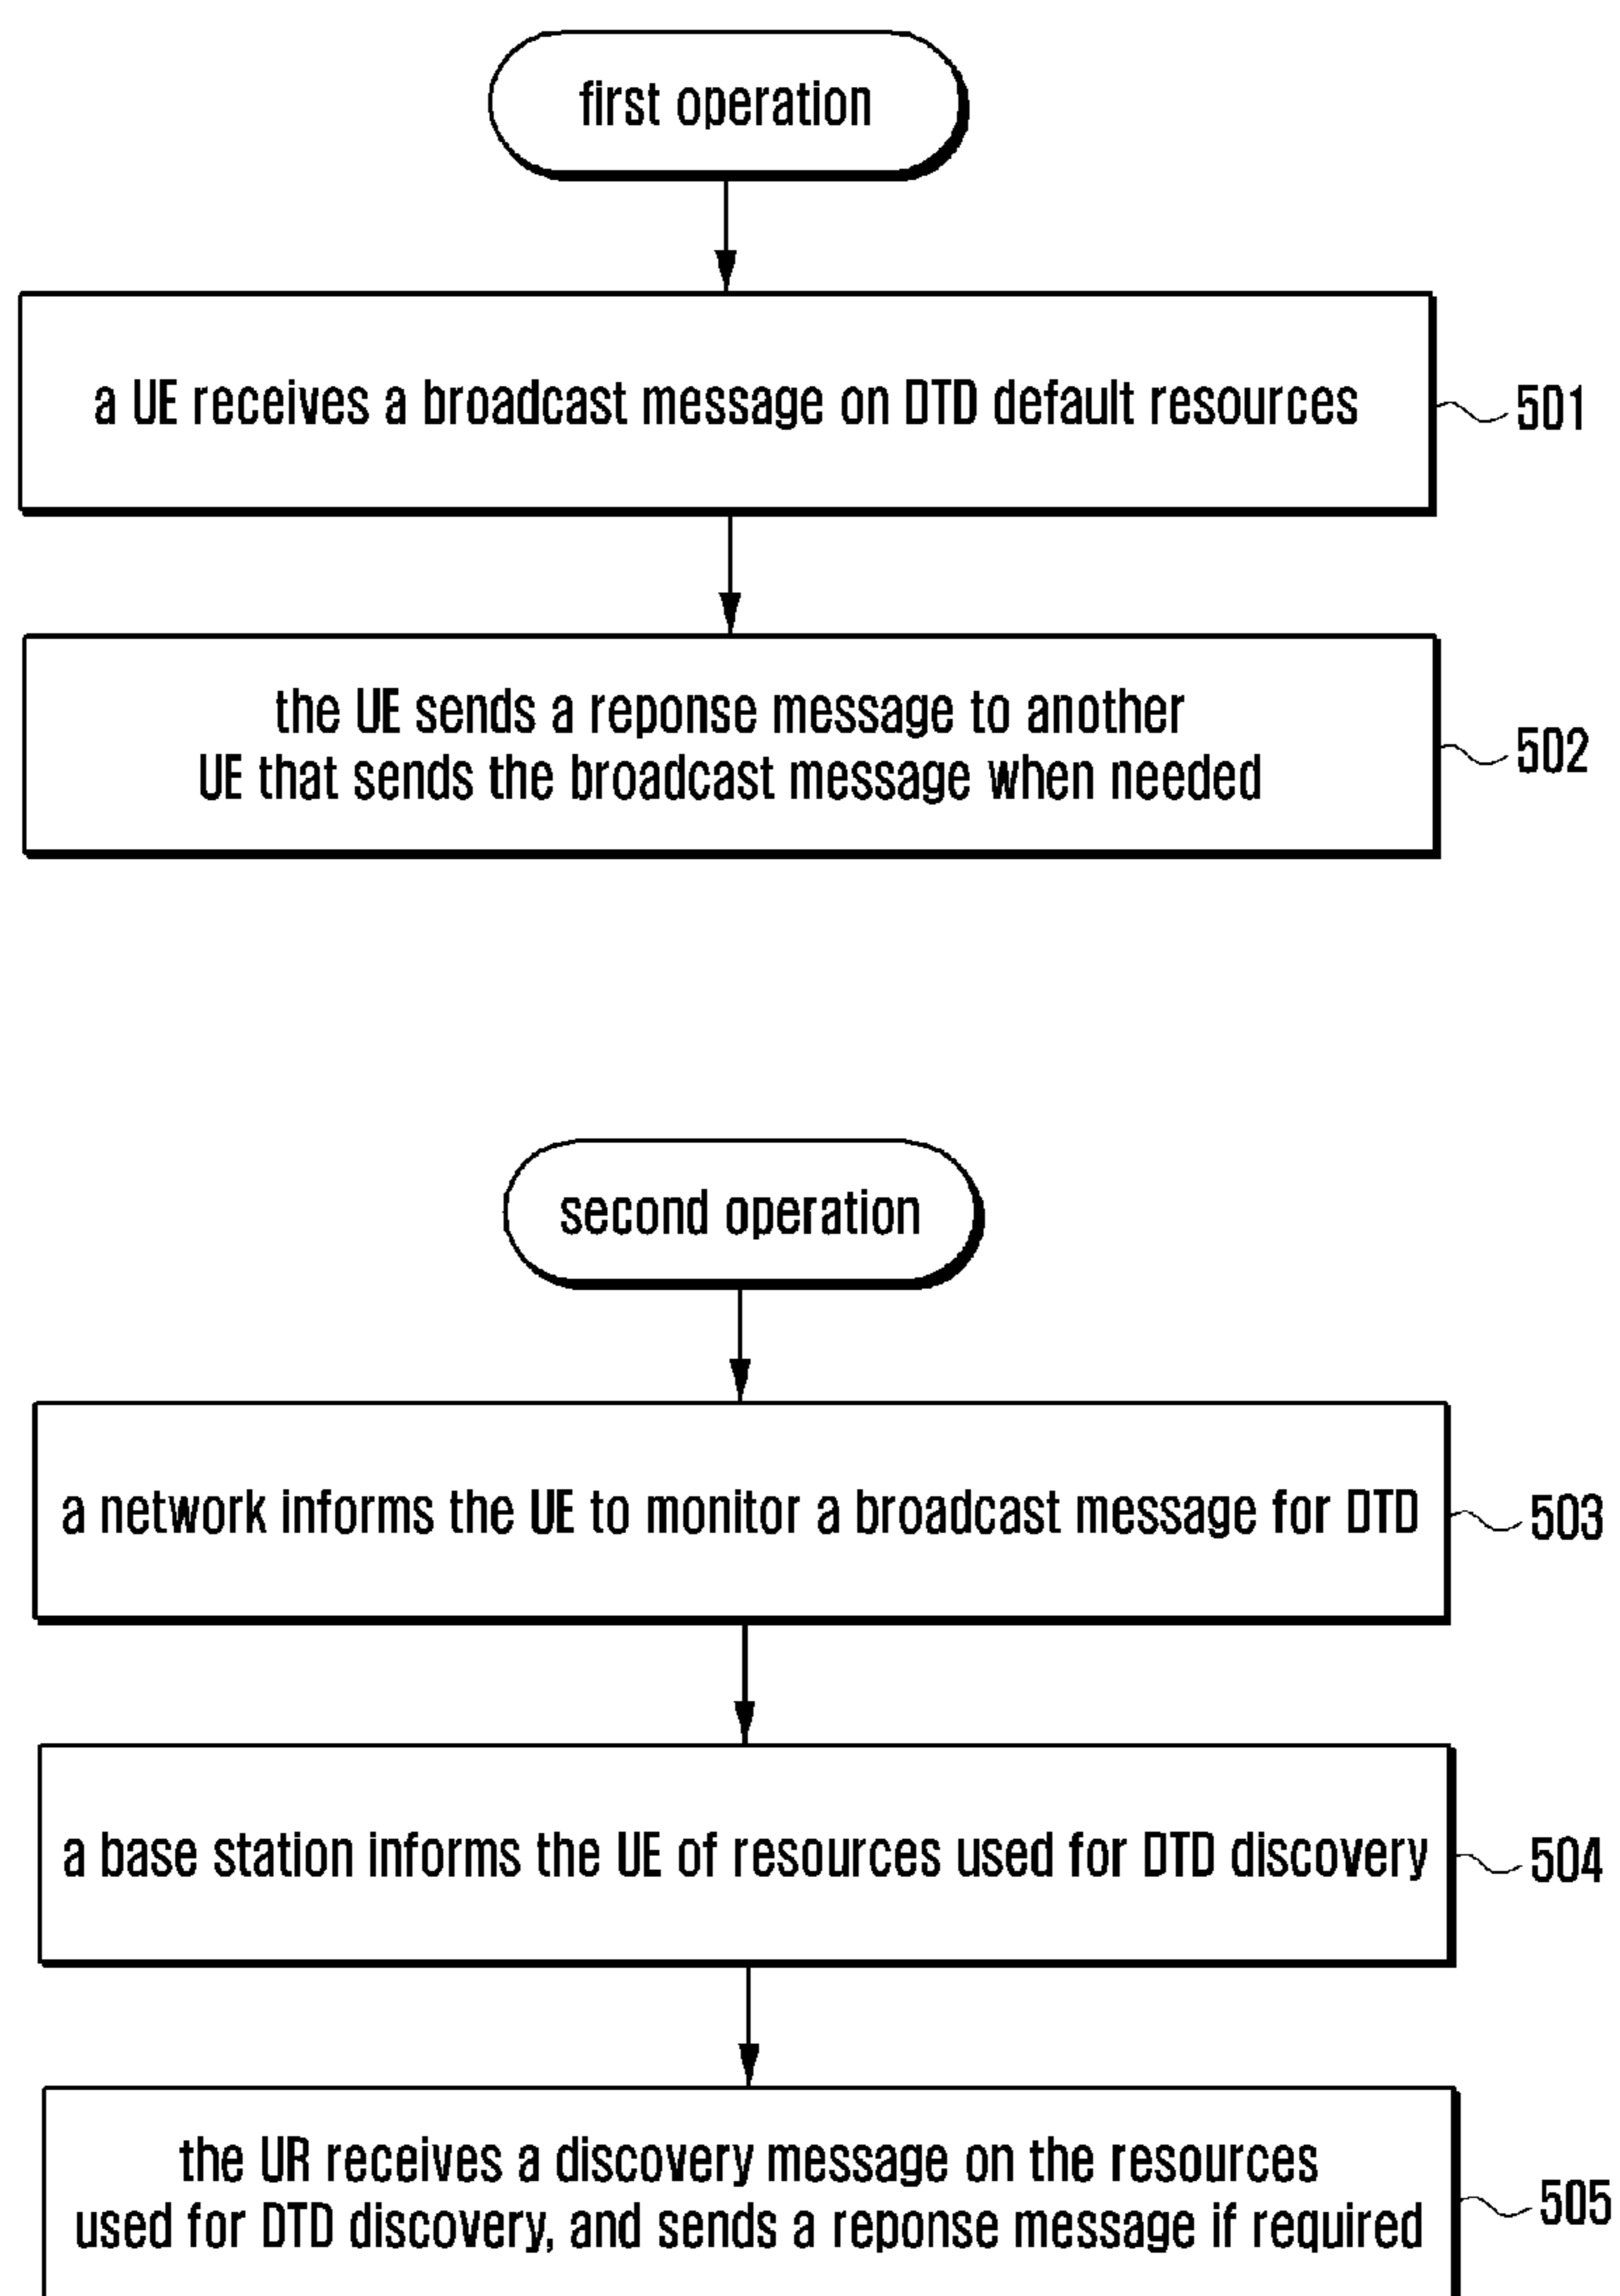 first operation
a UE receives a broadcast message on DTD default resources
501
the UE sends a reponse message to another
UE that sends the broadcast message when needed
502
second operation
a network informs the UE to monitor a broadcast message for DTD
503
a base station informs the UE of resources used for DTD discovery
504
the UR receives a discovery message on the resources
used for DTD discovery, and sends a reponse message if required
505